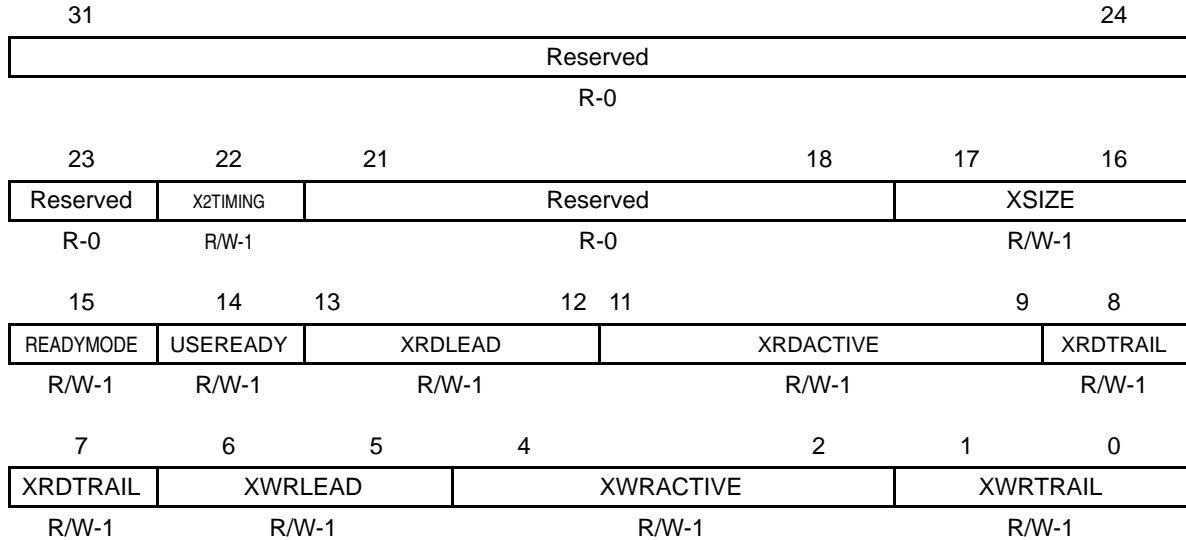 31 24
Reserved
R-0
23 22 21 18 17 16
Reserved X2TIMING Reserved XSIZE
R-0 R/W-1 R-0 R/W-1
15 14 13 12 11 9 8
READYMODE USEREADY XRDLEAD XRDACTIVE XRDTRAIL
R/W-1 R/W-1 R/W-1 R/W-1 R/W-1
7 6 5 4 2 1 0
XRDTRAIL XWRLEAD XWRACTIVE XWRTRAIL
R/W-1 R/W-1 R/W-1 R/W-1